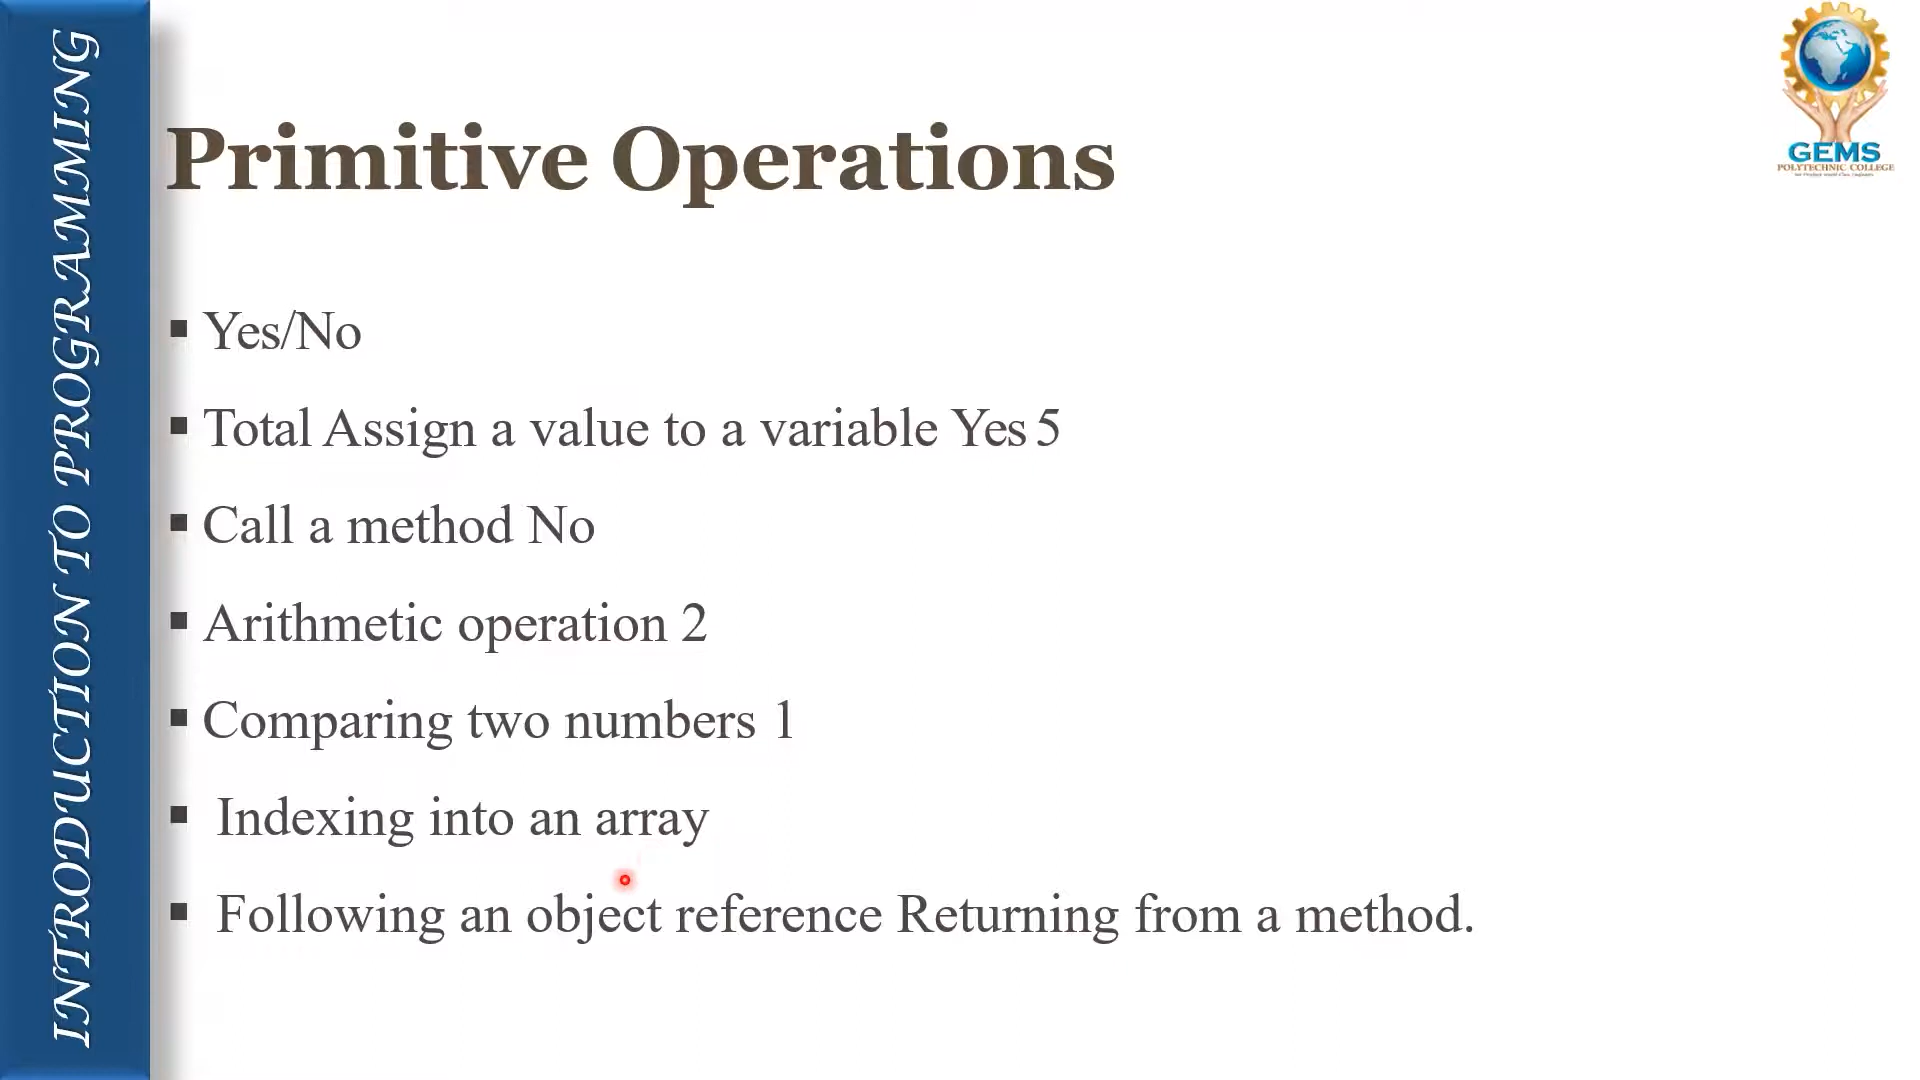 INTRODUCTION TO PROGRAMMING
Primitive Operations
Yes/No
Total Assign a value to a variable Yes 5
Call a method No
Arithmetic operation 2
Comparing two numbers 1
Indexing into an array
Following an object reference Returning from a method.
GEMS
POLYTECHNIC COLLEGE